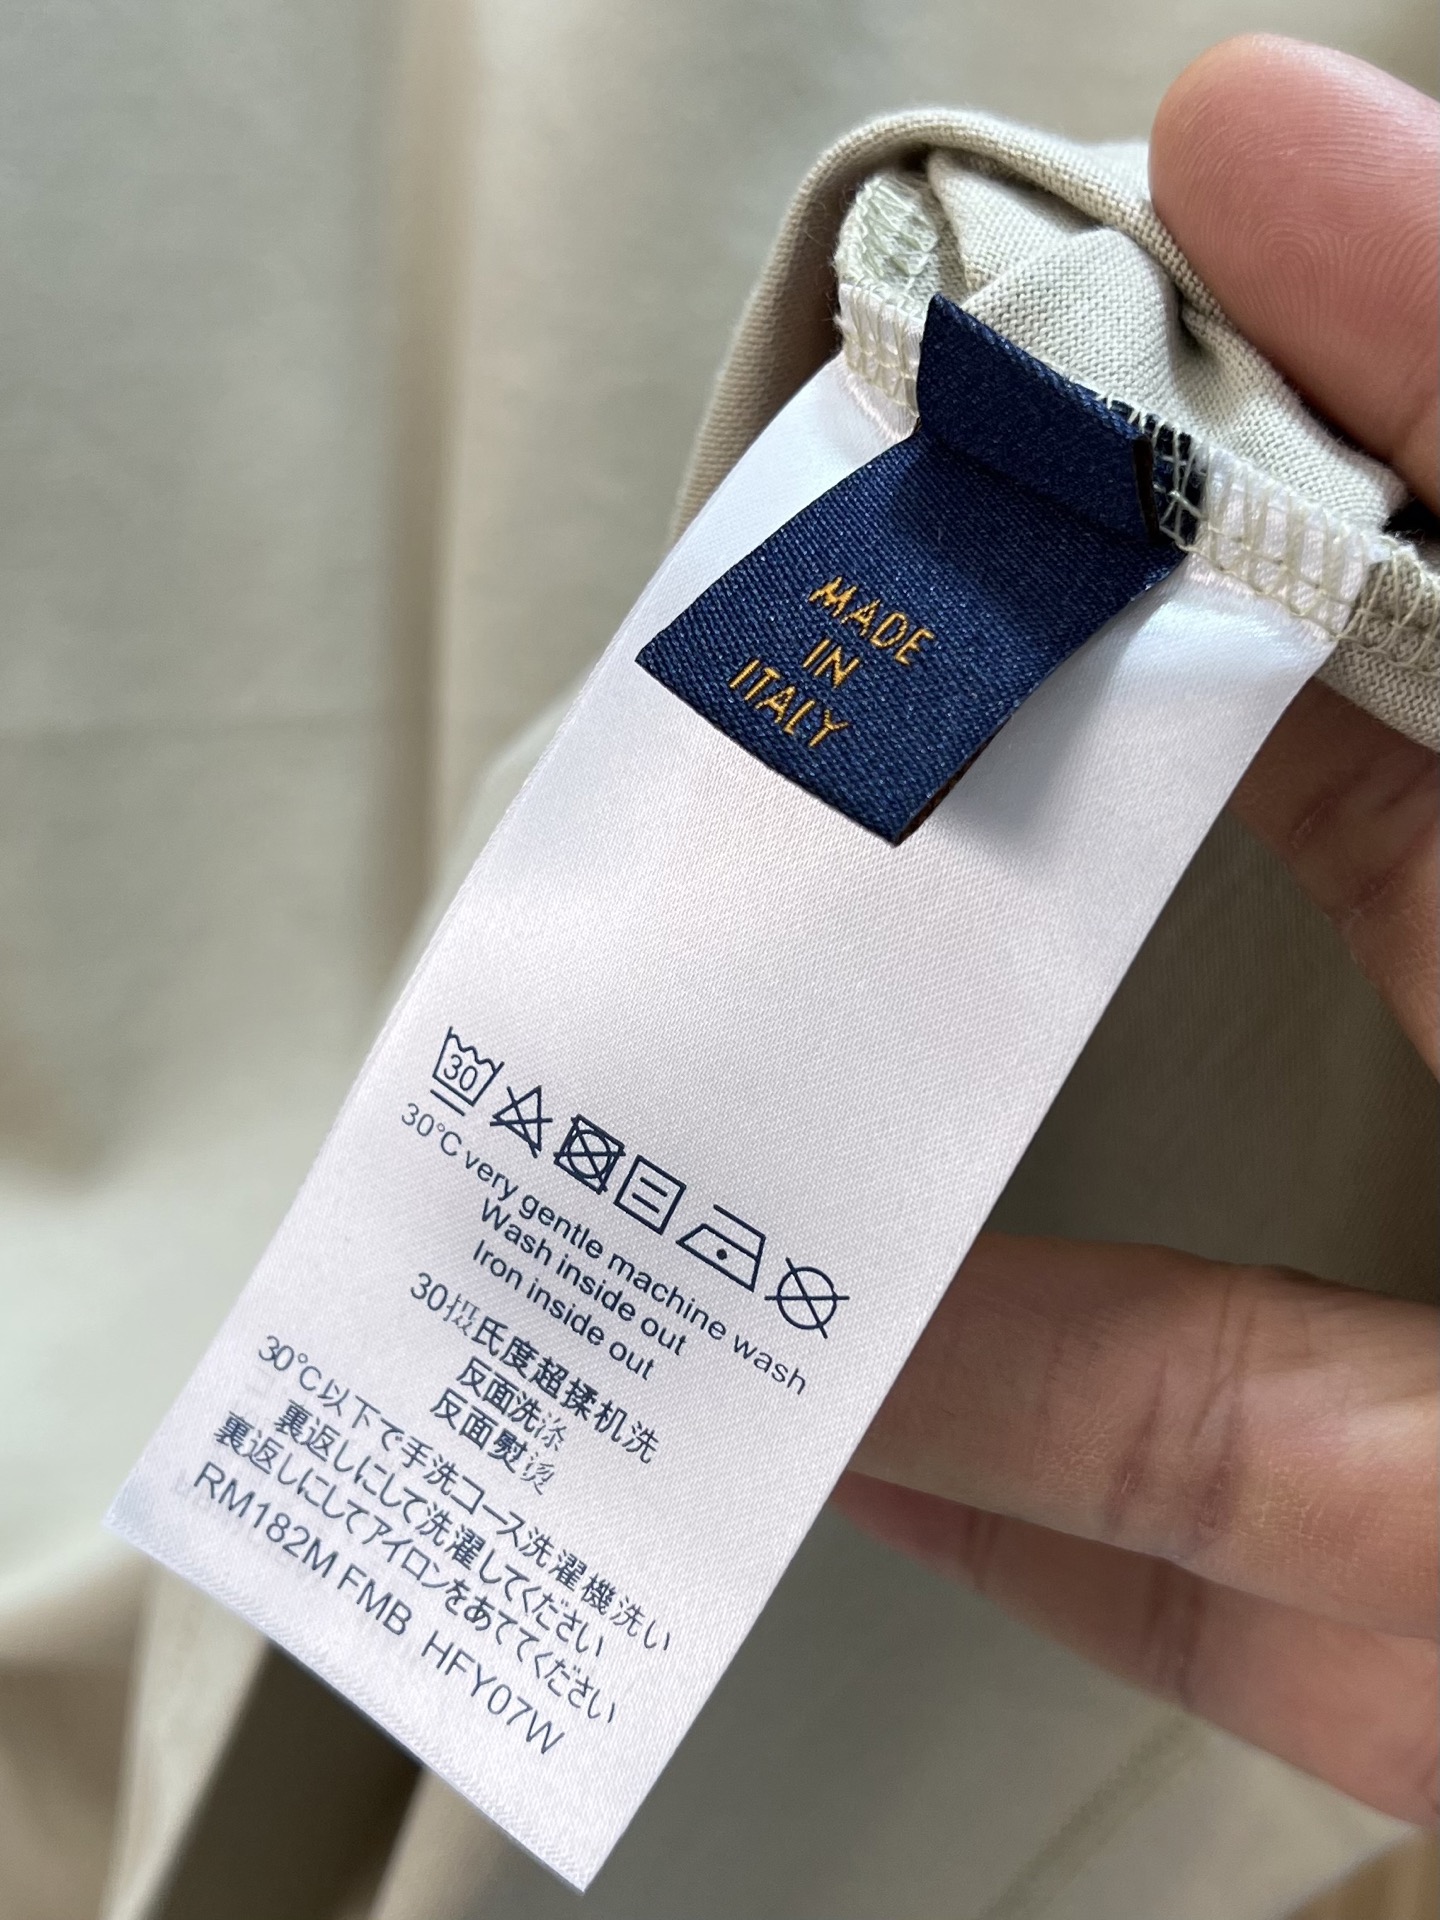 MADE
IN
ITALY
30
30°C very gentle machine wash
Wash inside out
Iron inside out
30摄氏度超揉机洗
反面洗涤
反面熨烫
30°C以下で手洗コース洗濯機洗い
裏返しにして洗濯してください
裏返しにしてアイロンをあててください
RM182M FMB HFY07W